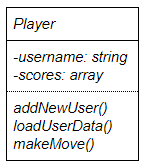 Player
-username: string
-scores: array
addNewUser()
loadUserData()
makeMove()